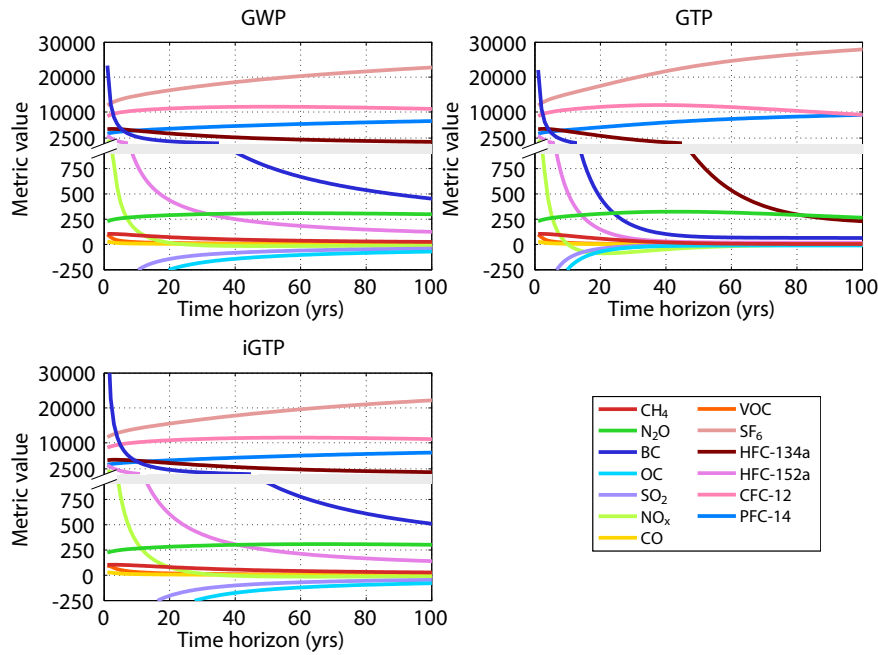 GWP
30000
20000
10000
2500
750
500
250
0
-250
Metric value
0 20 40 60 80 100
Time horizon (yrs)
GTP
30000
20000
10000
2500
750
500
250
0
-250
Metric value
0 20 40 60 80 100
Time horizon (yrs)
iGTP
30000
20000
10000
2500
750
500
250
0
-250
Metric value
0 20 40 60 80 100
Time horizon (yrs)
CH₄
N₂O
BC
OC
SO₂
NOₓ
CO
VOC
SF₆
HFC-134a
HFC-152a
CFC-12
PFC-14